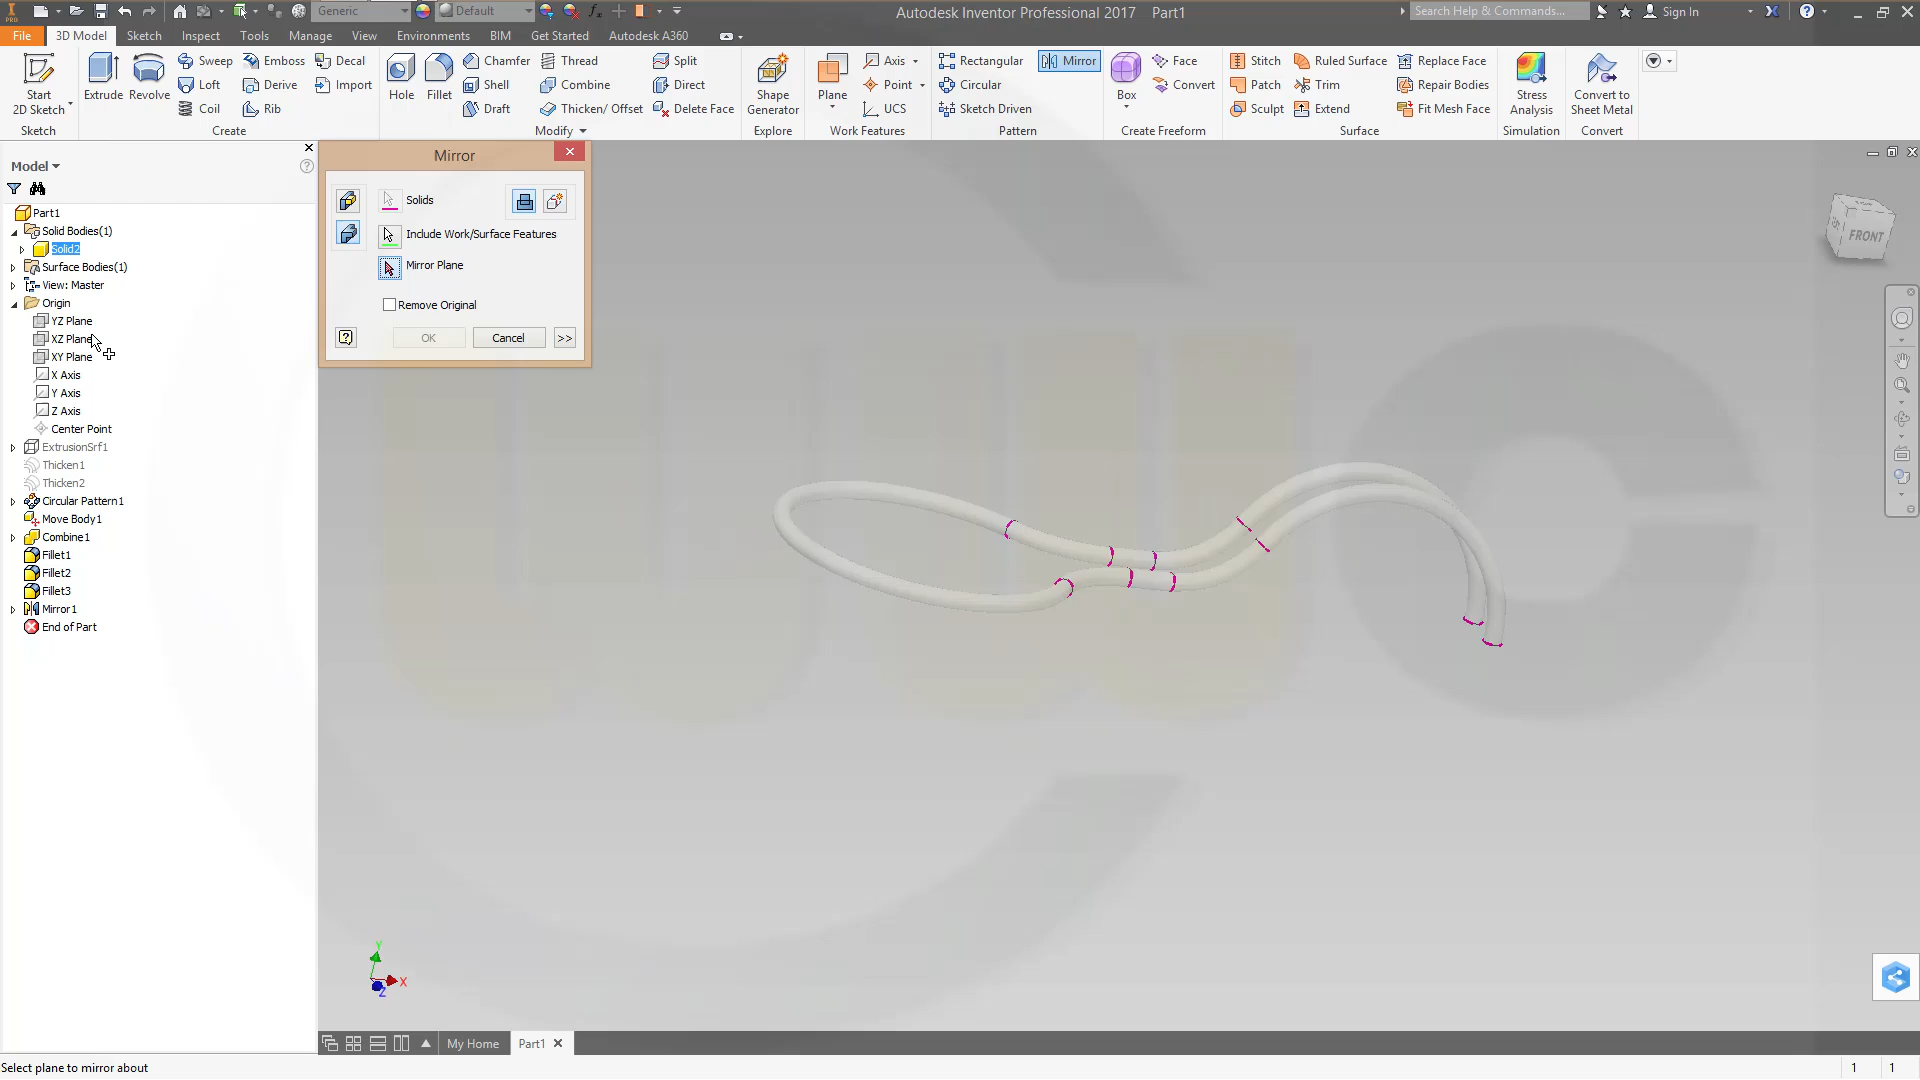 PRO Generic Default Autodesk Inventor Professional 2017 Part1 Search Help & Commands... Sign In
File 3D Model Sketch Inspect Tools Manage View Environments BIM Get Started Autodesk A360
Start 2D Sketch
Extrude Revolve
Sweep Emboss Decal
Loft Derive Import
Coil Rib
Hole Fillet
Chamfer Thread Split
Shell Combine Direct
Draft Thicken/ Offset Delete Face
Shape Generator
Plane
Axis
Point
UCS
Rectangular Mirror
Circular
Sketch Driven
Box
Face
Convert
Stitch Ruled Surface Replace Face
Patch Trim Repair Bodies
Sculpt Extend Fit Mesh Face
Stress Analysis
Convert to Sheet Metal
Sketch Create Modify Explore Work Features Pattern Create Freeform Surface Simulation Convert
Model
Part1
Solid Bodies(1)
Solid2
Surface Bodies(1)
View: Master
Origin
YZ Plane
XZ Plane
XY Plane
X Axis
Y Axis
Z Axis
Center Point
ExtrusionSrf1
Thicken1
Thicken2
Circular Pattern1
Move Body1
Combine1
Fillet1
Fillet2
Fillet3
Mirror1
End of Part
Mirror
Solids
Include Work/Surface Features
Mirror Plane
Remove Original
OK Cancel >>
FRONT
Y
X
Z
My Home Part1
Select plane to mirror about 1 1